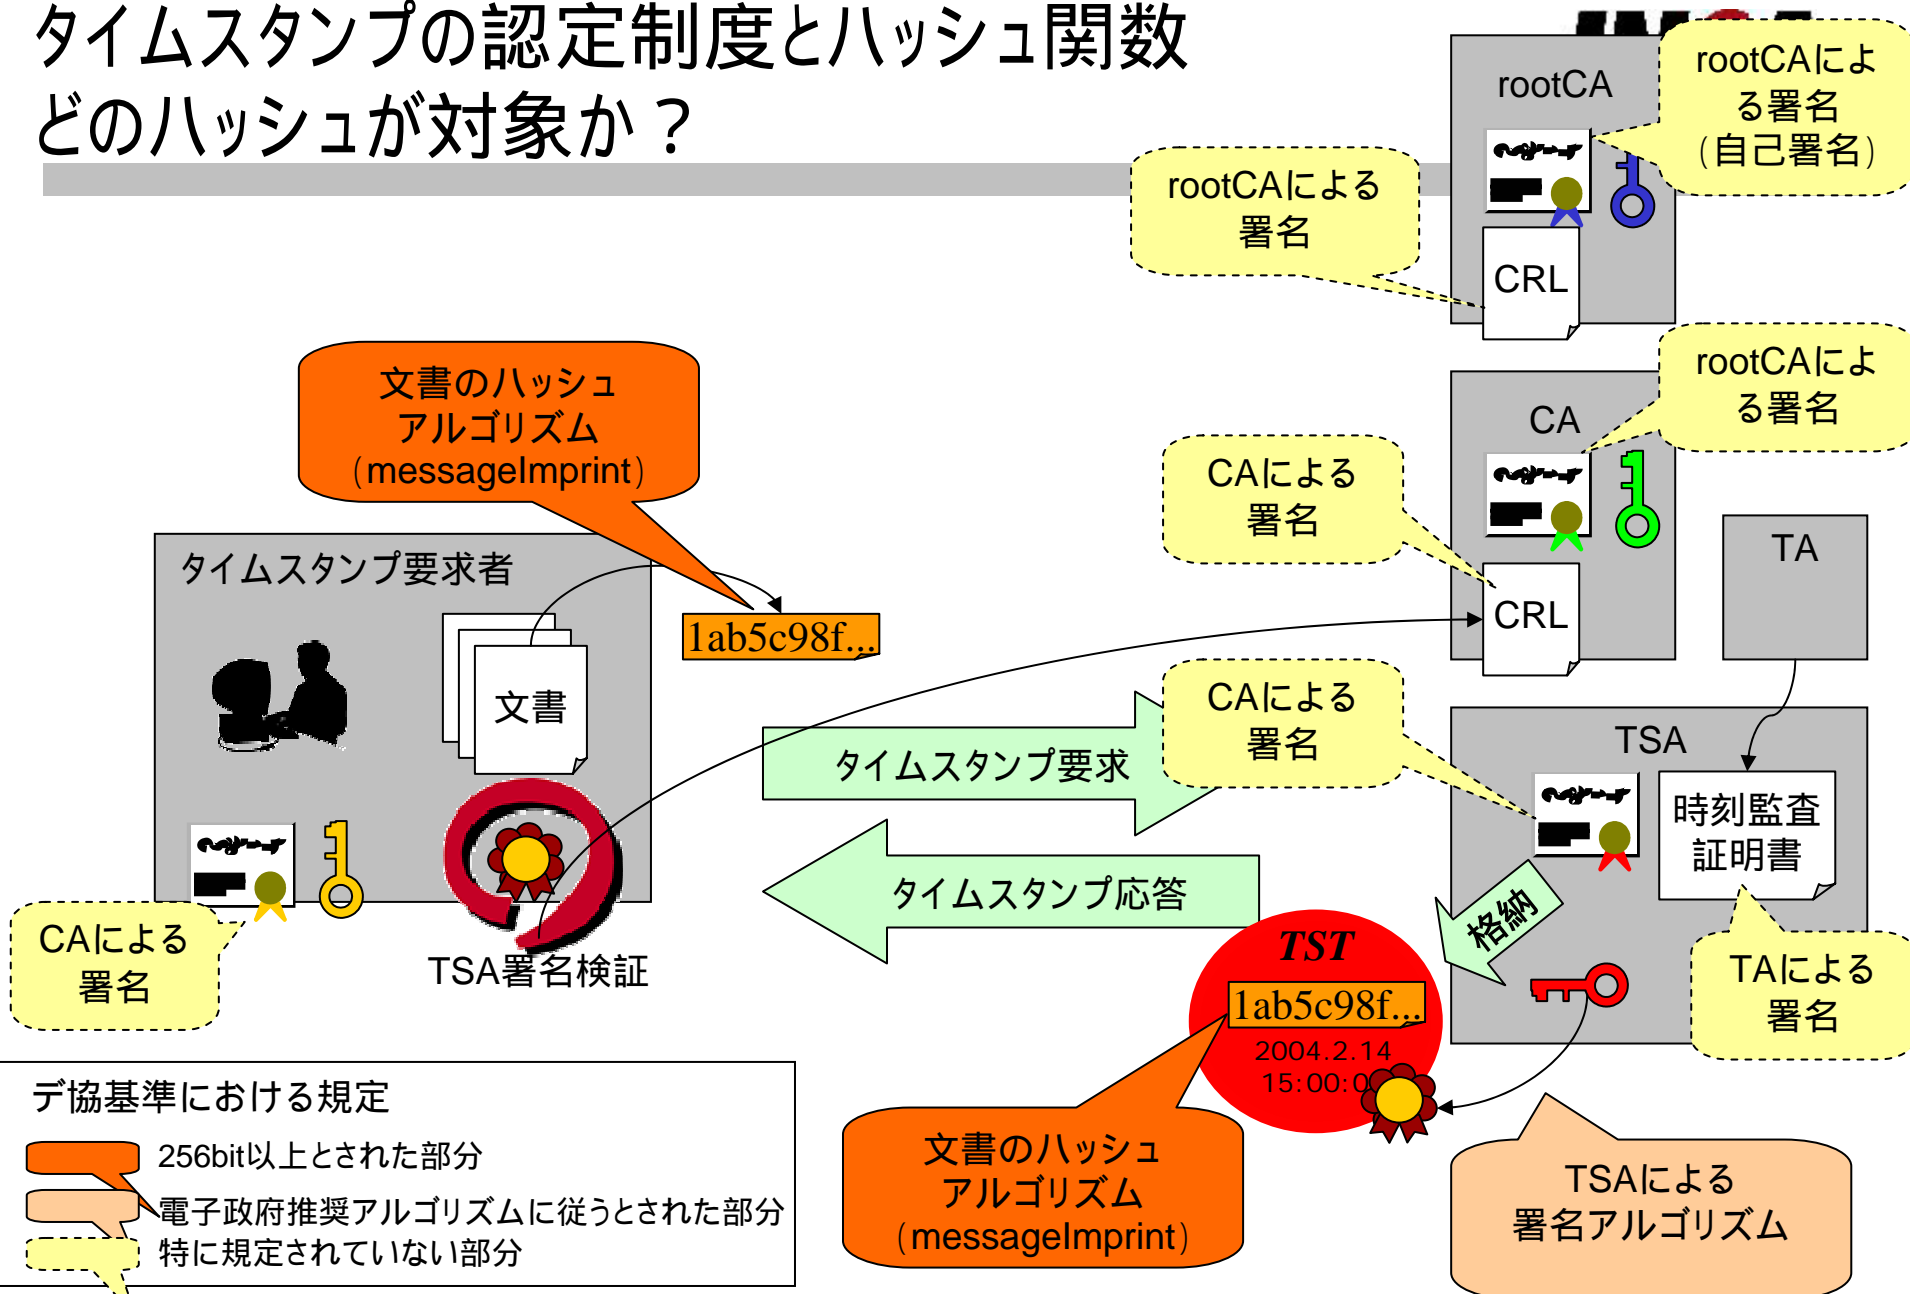 タイムスタンプの認定制度とハッシュ関数
どのハッシュが対象か？
rootCA
rootCAによ
る署名
（自己署名）
rootCAによる
署名
CRL
rootCAによ
る署名
CA
CAによる
署名
CRL
TA
文書のハッシュ
アルゴリズム
（messageImprint）
タイムスタンプ要求者
1ab5c98f...
文書
CAによる
署名
TSA
タイムスタンプ要求
時刻監査
証明書
タイムスタンプ応答
格納
CAによる
署名
TSA署名検証
TST
1ab5c98f...
2004.2.14
15:00:0
TAによる
署名
デ協基準における規定
256bit以上とされた部分
電子政府推奨アルゴリズムに従うとされた部分
特に規定されていない部分
文書のハッシュ
アルゴリズム
（messageImprint）
TSAによる
署名アルゴリズム